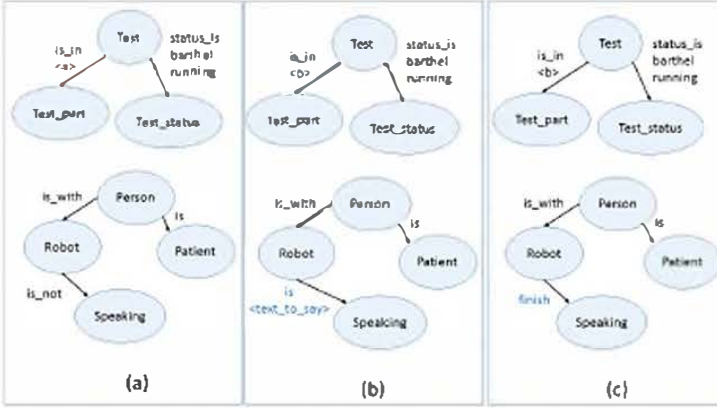 Test
is_in
<a>
status_is
barthel
running
Test_part
Test_status
Person
is_with
is
Robot
Patient
is_not
Speaking
(a)
Test
is_in
<b>
status_is
barthel
running
Test_part
Test_status
Person
is_with
is
Robot
Patient
is
<text_to_say>
Speaking
(b)
Test
is_in
<b>
status_is
barthel
running
Test_part
Test_status
Person
is_with
is
Robot
Patient
finish
Speaking
(c)